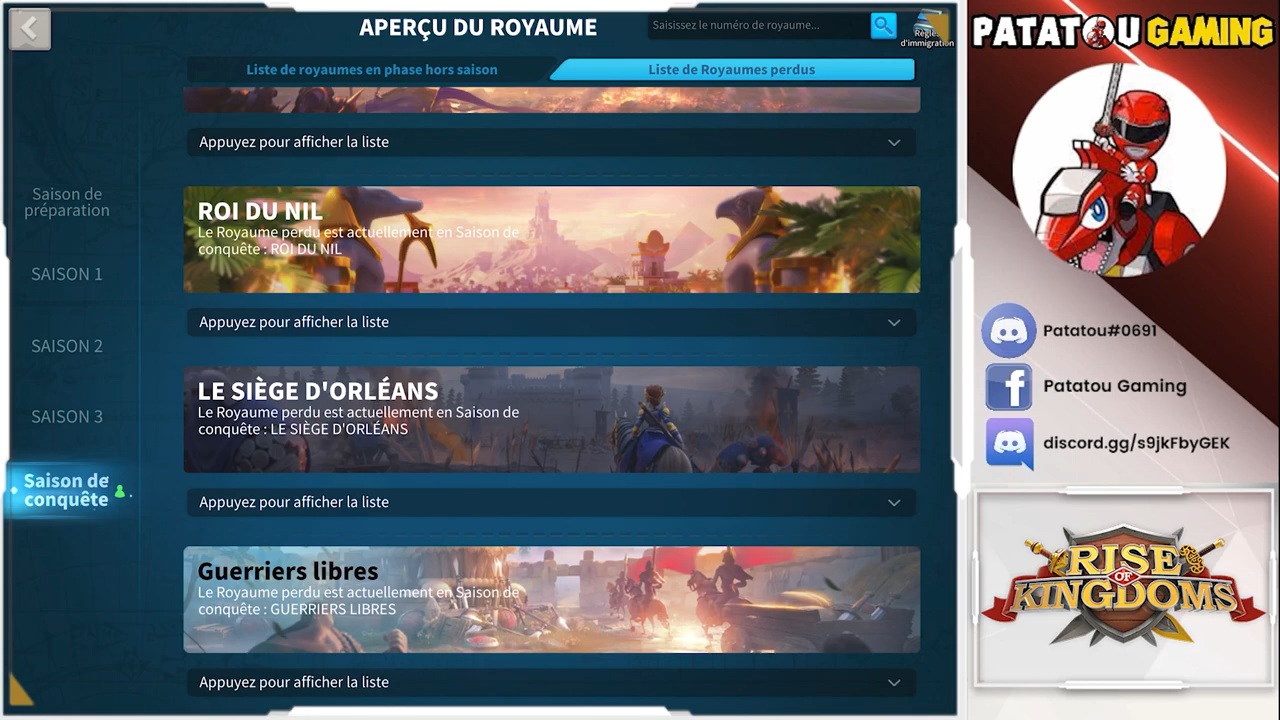 APERÇU DU ROYAUME
Saisissez le numéro de royaume...
Règles
d'immigration
Liste de royaumes en phase hors saison
Liste de Royaumes perdus
Appuyez pour afficher la liste
Saison de
préparation
SAISON 1
SAISON 2
SAISON 3
Saison de
conquête
ROI DU NIL
Le Royaume perdu est actuellement en Saison de
conquête : ROI DU NIL
Appuyez pour afficher la liste
LE SIÈGE D'ORLÉANS
Le Royaume perdu est actuellement en Saison de
conquête : LE SIÈGE D'ORLÉANS
Appuyez pour afficher la liste
Guerriers libres
Le Royaume perdu est actuellement en Saison de
conquête : GUERRIERS LIBRES
Appuyez pour afficher la liste
PATATOU GAMING
Patatou#0691
Patatou Gaming
discord.gg/s9jkFbyGEK
RISE
OF
KINGDOMS